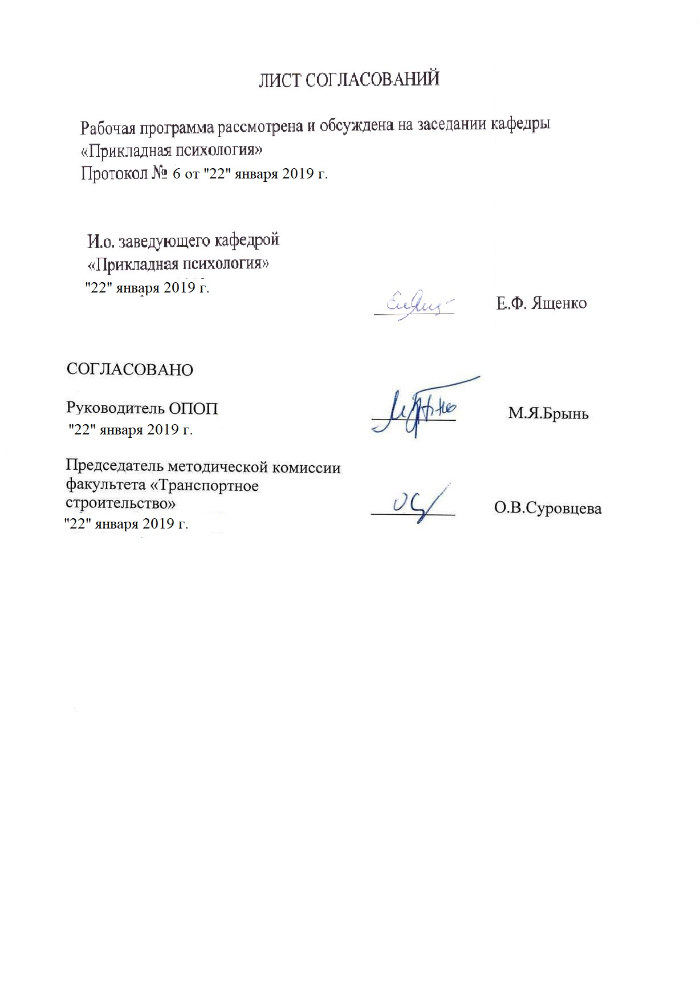 ЛИСТ СОГЛАСОВАНИЙ
Рабочая программа рассмотрена и обсуждена на заседании кафедры
«Прикладная психология»
Протокол № 6 от "22" января 2019 г.
И.о. заведующего кафедрой
«Прикладная психология»
"22" января 2019 г.
Е.Ф. Ященко
СОГЛАСОВАНО
Руководитель ОПОП
М.Я.Брынь
"22" января 2019 г.
Председатель методической комиссии
факультета «Транспортное
строительство»
О.В.Суровцева
"22" января 2019 г.